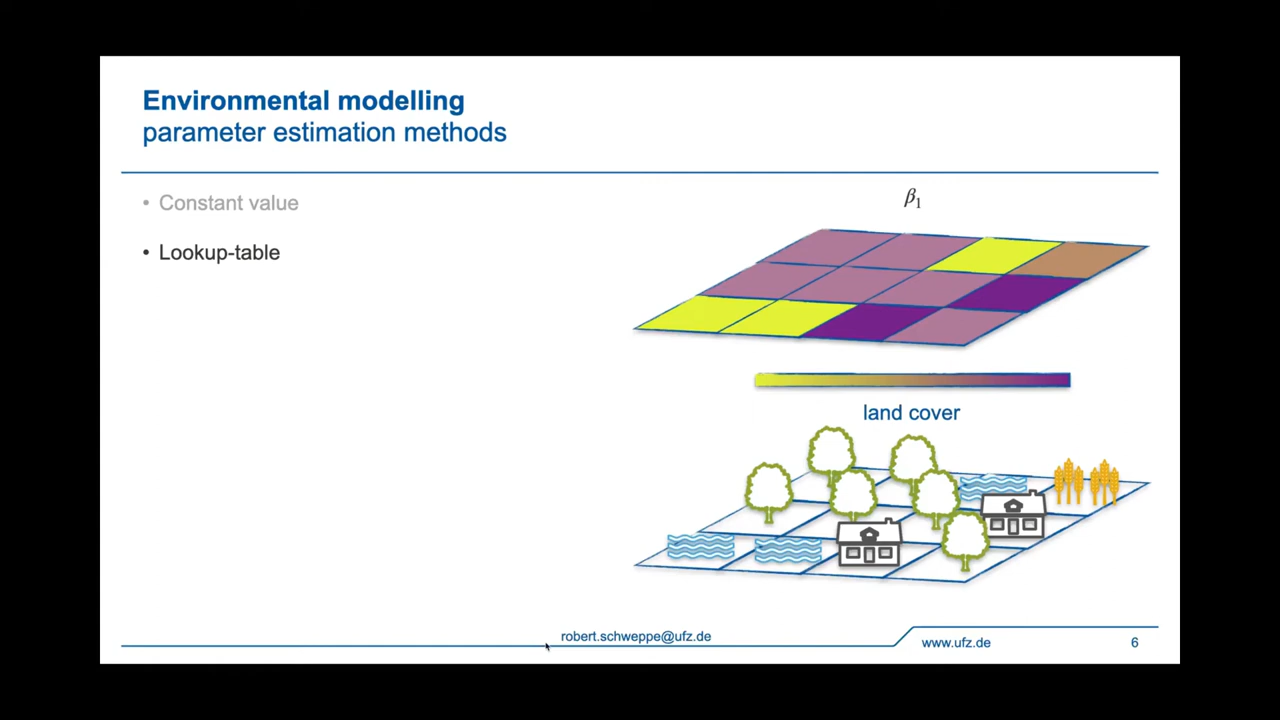 Environmental modelling
parameter estimation methods
• Constant value
• Lookup-table
β₁
land cover
robert.schweppe@ufz.de
www.ufz.de
6